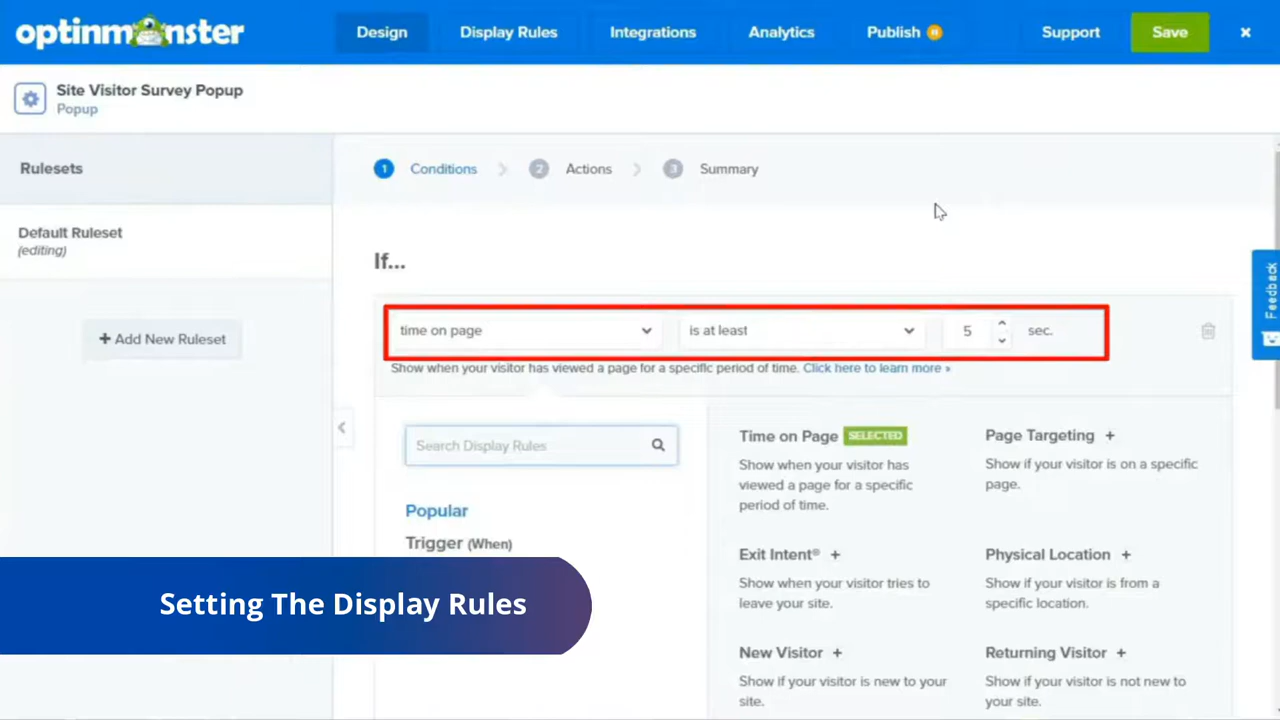 optinmonster
Design
Display Rules
Integrations
Analytics
Publish
Support
Save
Site Visitor Survey Popup
Popup
Rulesets
1 Conditions
2 Actions
3 Summary
Default Ruleset
(editing)
+ Add New Ruleset
If...
time on page
is at least
5
sec.
Show when your visitor has viewed a page for a specific period of time. Click here to learn more »
Feedback
Search Display Rules
Popular
Trigger (When)
Time on Page SELECTED
Show when your visitor has
viewed a page for a specific
period of time.
Page Targeting +
Show if your visitor is on a specific
page.
Exit Intent® +
Show when your visitor tries to
leave your site.
Physical Location +
Show if your visitor is from a
specific location.
New Visitor +
Show if your visitor is new to your
site.
Returning Visitor +
Show if your visitor is not new to
your site.
Setting The Display Rules